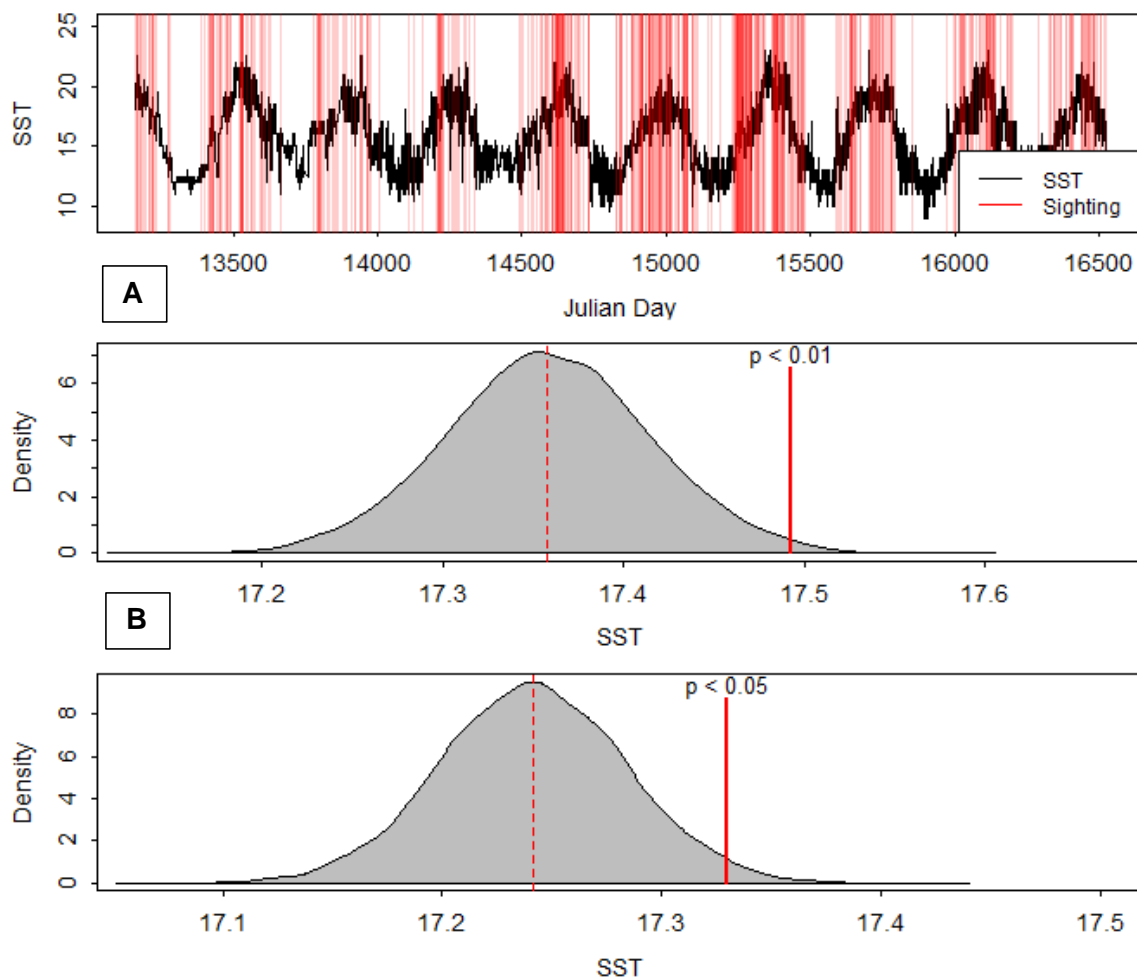 25
20
15
10
SST
SST
Sighting
13500 14000 14500 15000 15500 16000 16500
Julian Day
A
p < 0.01
6
4
2
0
Density
17.2 17.3 17.4 17.5 17.6
SST
B
p < 0.05
8
6
4
2
0
Density
17.1 17.2 17.3 17.4 17.5
SST